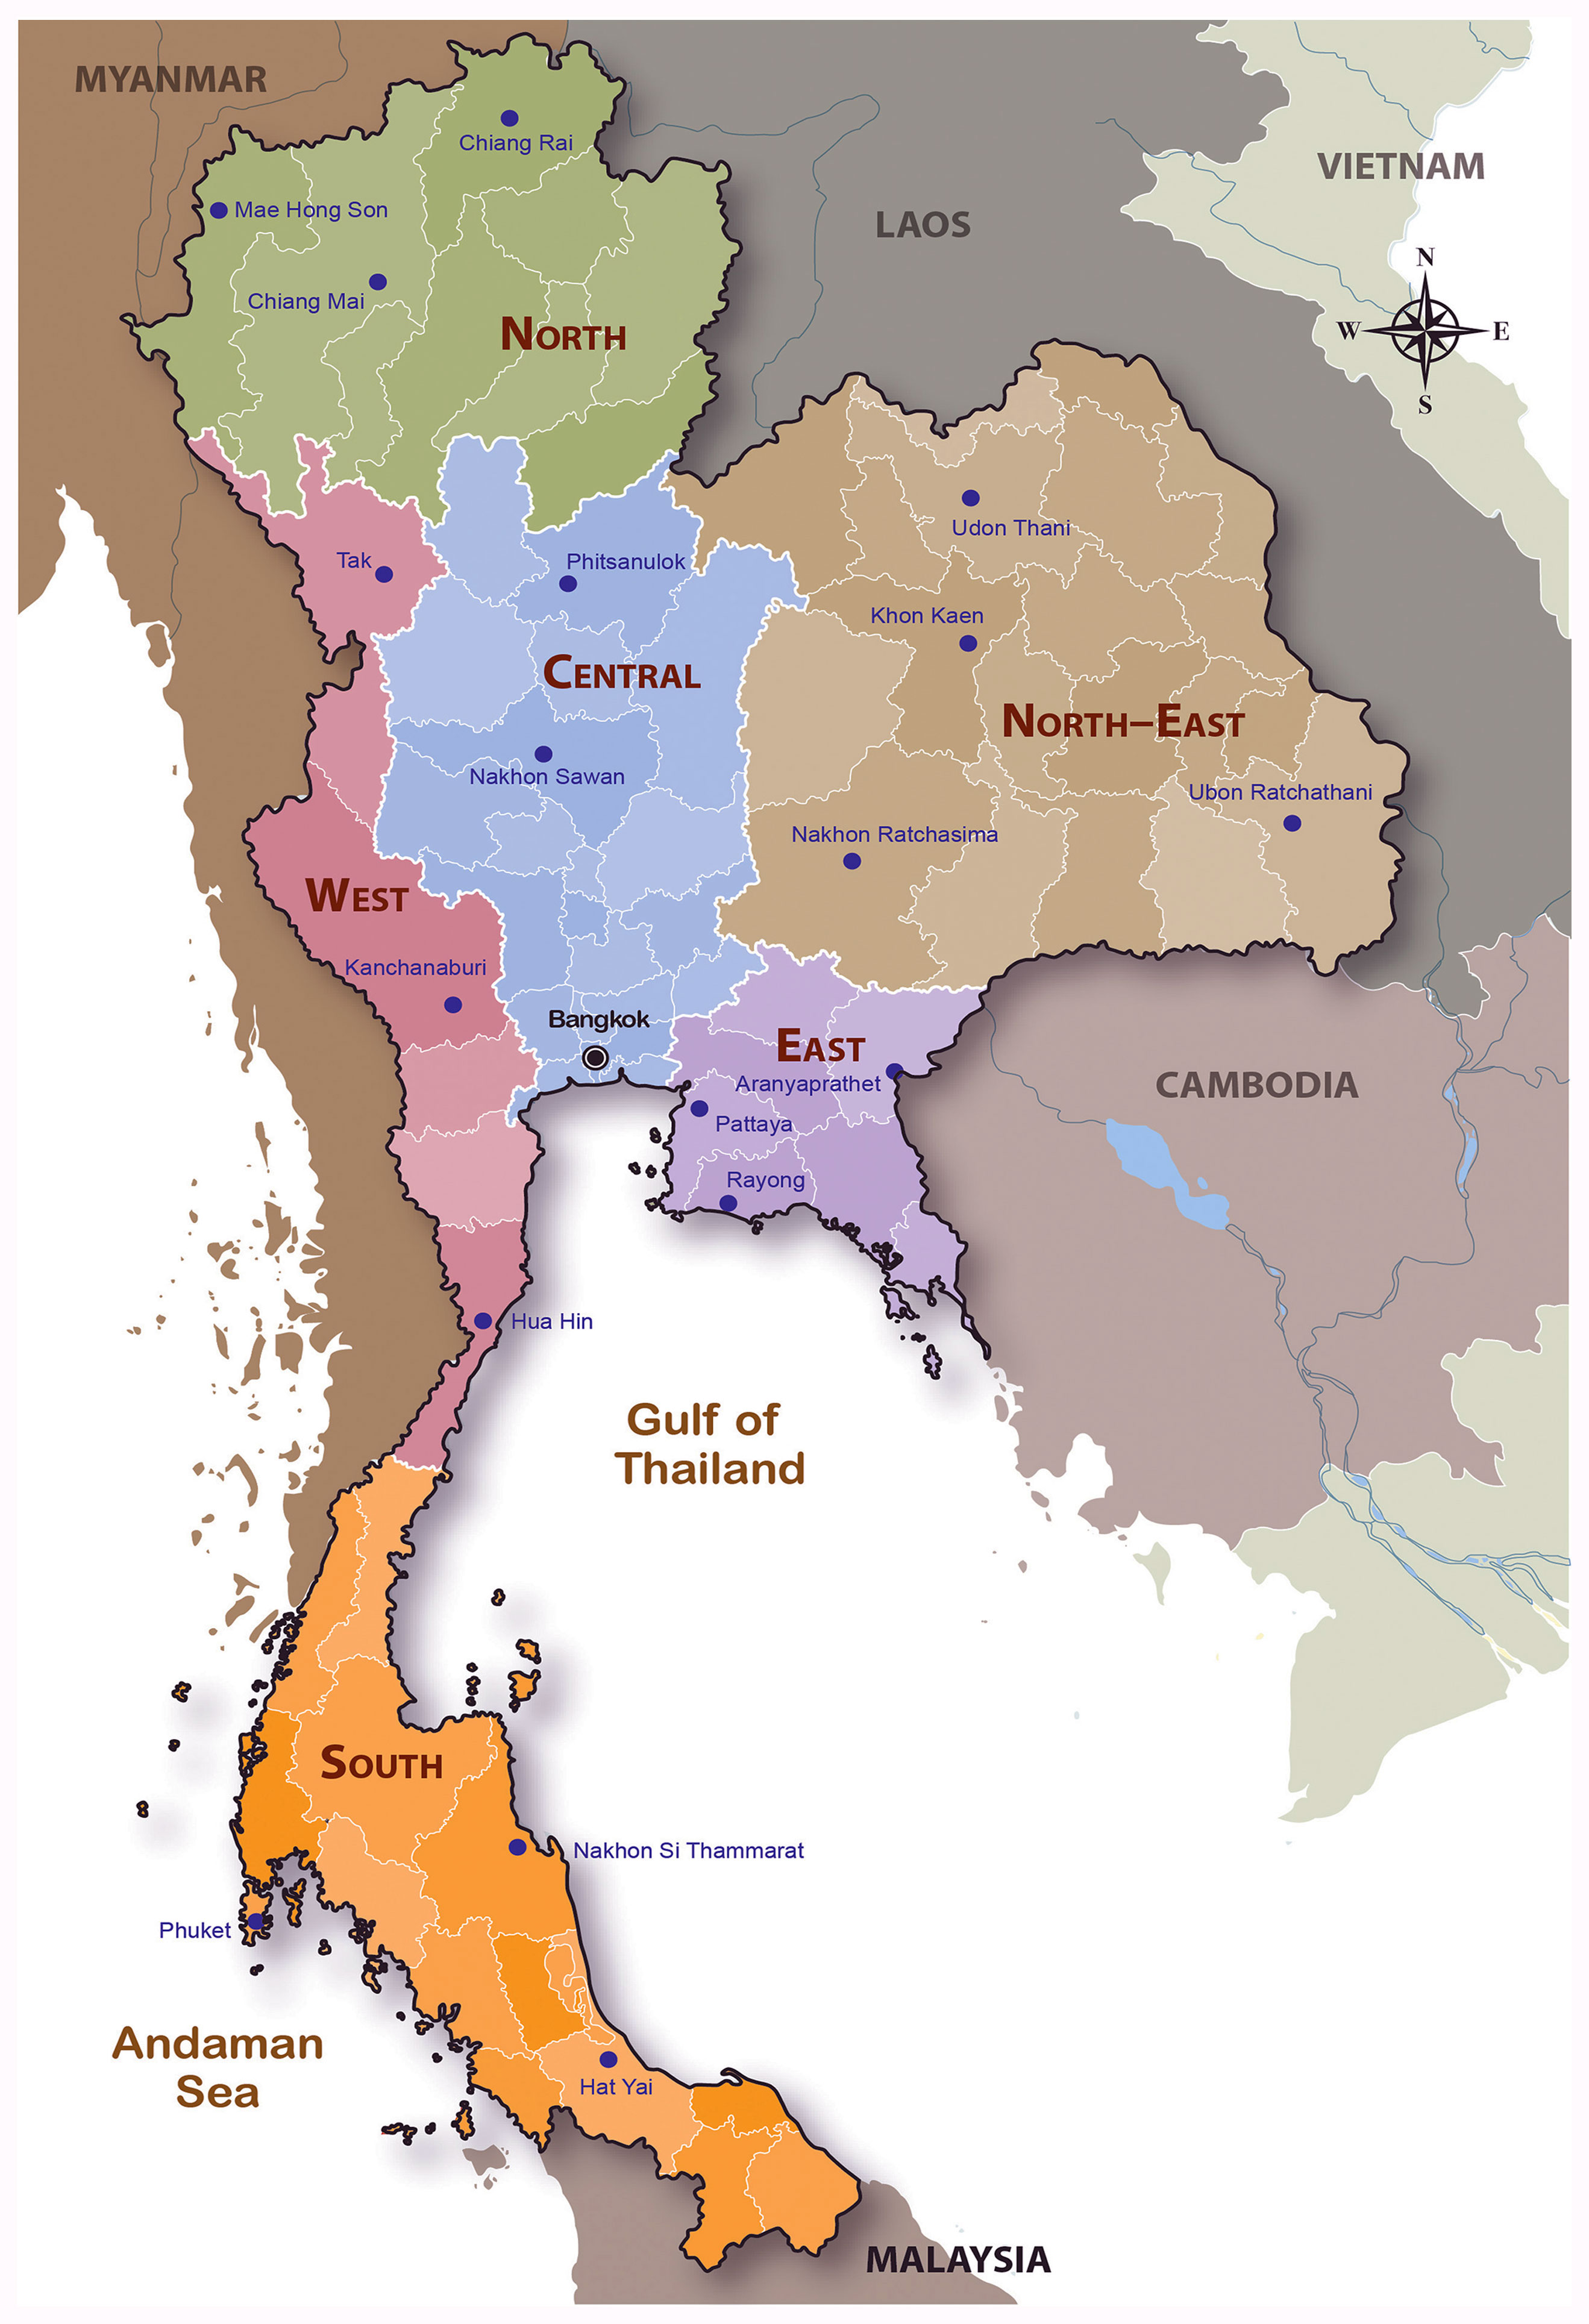 MYANMAR
Chiang Rai
VIETNAM
Mae Hong Son
LAOS
N
Chiang Mai
NORTH
W
E
S
Udon Thani
Tak
Phitsanulok
Khon Kaen
CENTRAL
NORTH–EAST
Nakhon Sawan
Ubon Ratchathani
Nakhon Ratchasima
WEST
Kanchanaburi
Bangkok
EAST
Aranyaprathet
CAMBODIA
Pattaya
Rayong
Hua Hin
Gulf of
Thailand
SOUTH
Nakhon Si Thammarat
Phuket
Andaman
Sea
Hat Yai
MALAYSIA